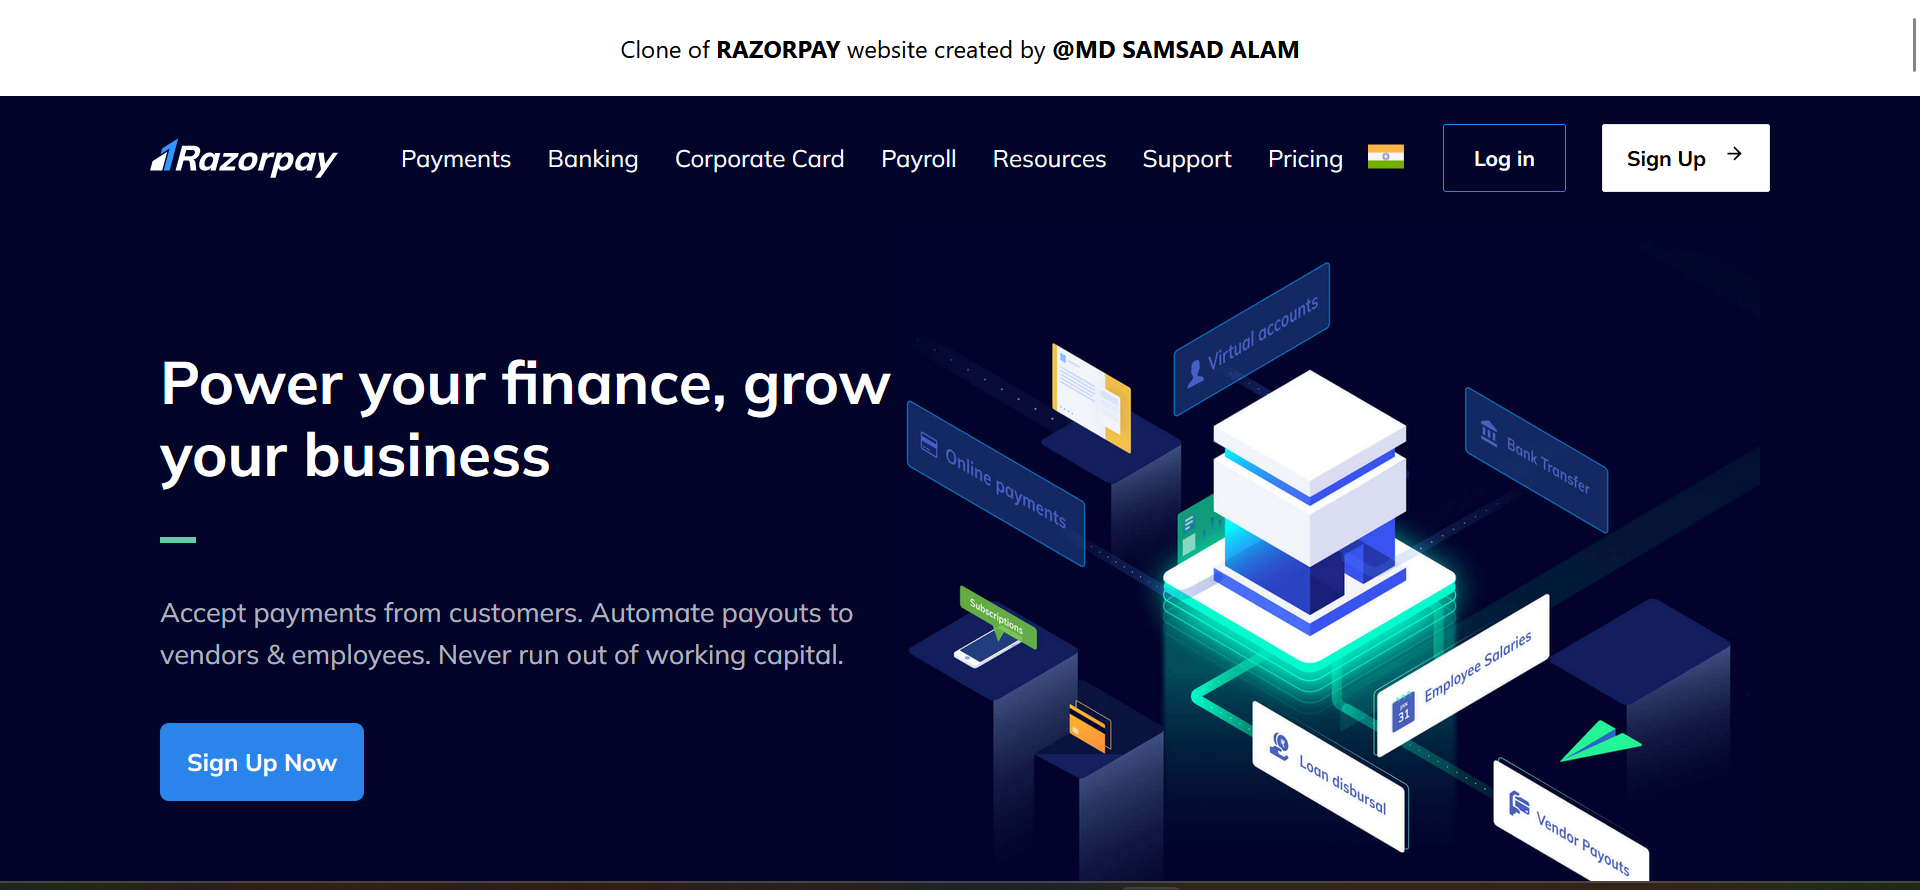 Clone of RAZORPAY website created by @MD SAMSAD ALAM
Razorpay
Payments
Banking
Corporate Card
Payroll
Resources
Support
Pricing
Log in
Sign Up →
Power your finance, grow
your business
Accept payments from customers. Automate payouts to
vendors & employees. Never run out of working capital.
Sign Up Now
Virtual accounts
Online payments
Bank Transfer
Subscriptions
Employee Salaries
JAN
31
Loan disbursal
Vendor Payouts